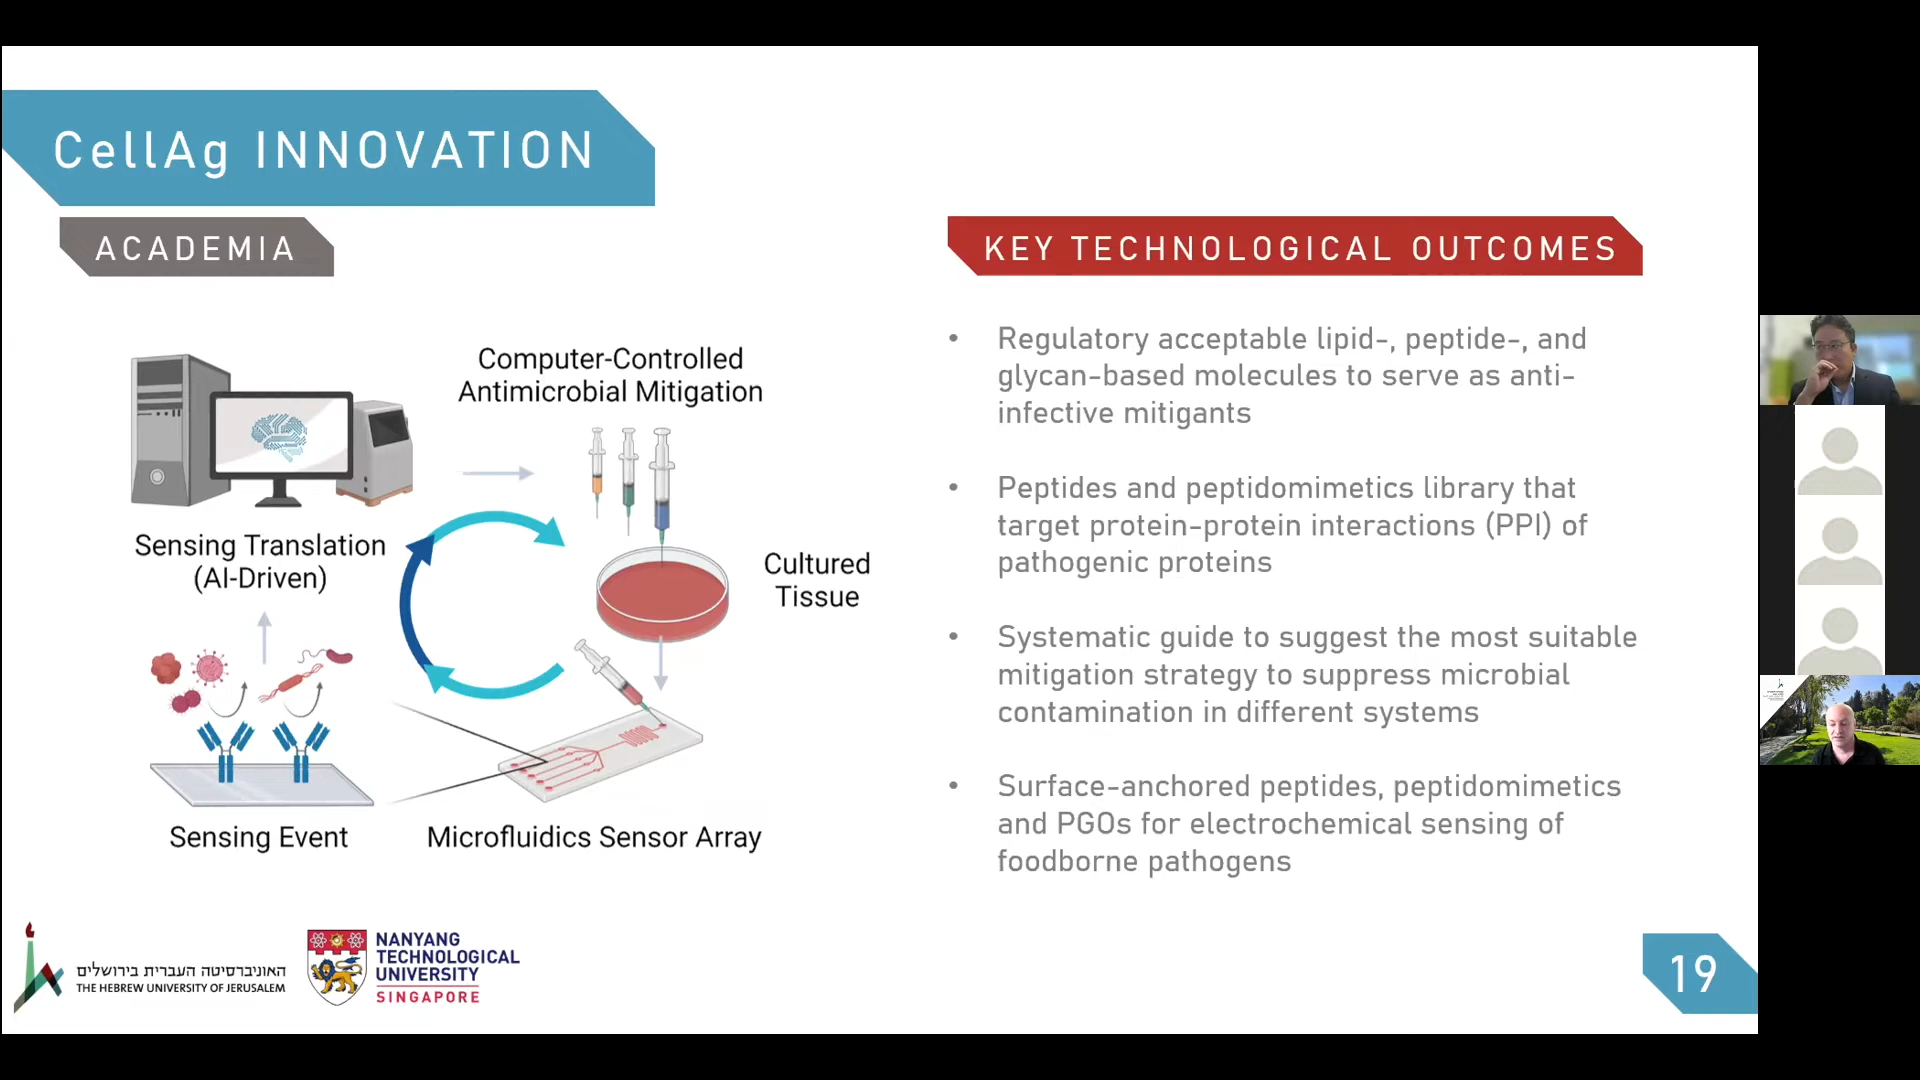 CellAg INNOVATION
ACADEMIA
Computer-Controlled
Antimicrobial Mitigation
Sensing Translation
(AI-Driven)
Cultured
Tissue
Sensing Event
Microfluidics Sensor Array
KEY TECHNOLOGICAL OUTCOMES
• Regulatory acceptable lipid-, peptide-, and
glycan-based molecules to serve as anti-
infective mitigants
• Peptides and peptidomimetics library that
target protein-protein interactions (PPI) of
pathogenic proteins
• Systematic guide to suggest the most suitable
mitigation strategy to suppress microbial
contamination in different systems
• Surface-anchored peptides, peptidomimetics
and PGOs for electrochemical sensing of
foodborne pathogens
האוניברסיטה העברית בירושלים
THE HEBREW UNIVERSITY OF JERUSALEM
NANYANG
TECHNOLOGICAL
UNIVERSITY
SINGAPORE
19